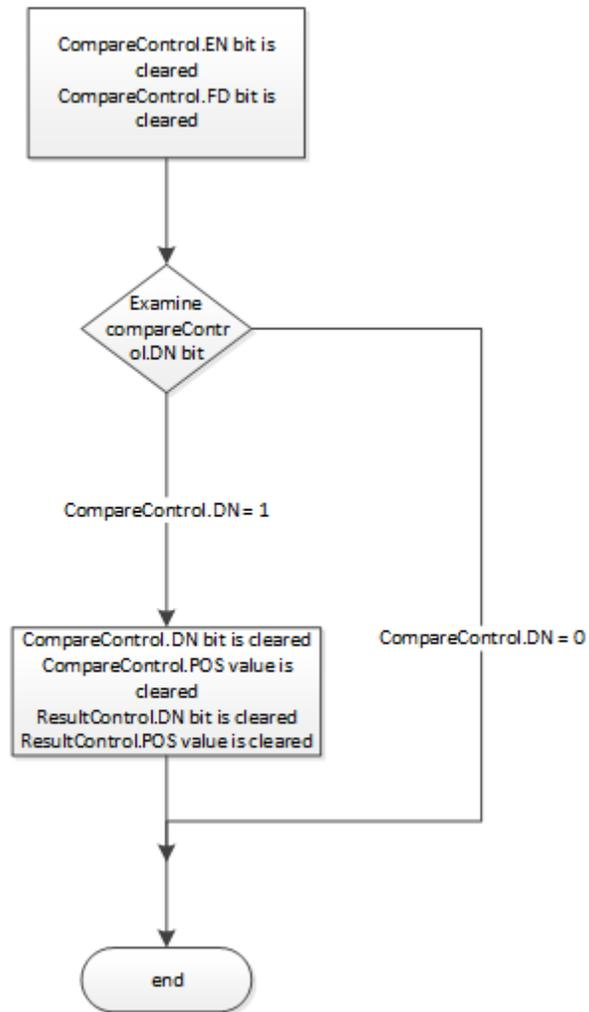 CompareControl.EN bit is
cleared
CompareControl.FD bit is
cleared
Examine
compareContr
ol.DN bit
CompareControl.DN = 1
CompareControl.DN = 0
CompareControl.DN bit is cleared
CompareControl.POS value is
cleared
ResultControl.DN bit is cleared
ResultControl.POS value is cleared
end